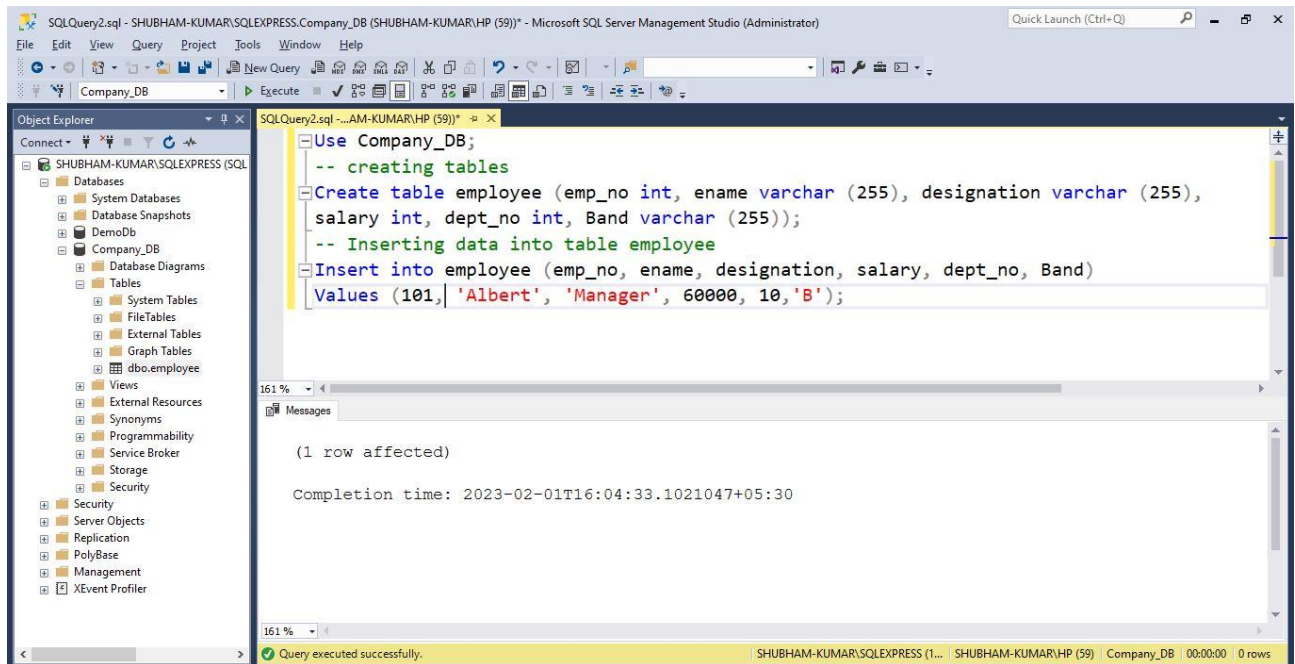 SQLQuery2.sql - SHUBHAM-KUMAR\SQLEXPRESS.Company_DB (SHUBHAM-KUMAR\HP (59))* - Microsoft SQL Server Management Studio (Administrator)
Quick Launch (Ctrl+Q)
File Edit View Query Project Tools Window Help
New Query
MDX DMX XMLA DAX
Company_DB
Execute
Object Explorer
Connect
SHUBHAM-KUMAR\SQLEXPRESS (SQL
Databases
System Databases
Database Snapshots
DemoDb
Company_DB
Database Diagrams
Tables
System Tables
FileTables
External Tables
Graph Tables
dbo.employee
Views
External Resources
Synonyms
Programmability
Service Broker
Storage
Security
Security
Server Objects
Replication
PolyBase
Management
XEvent Profiler
SQLQuery2.sql -...AM-KUMAR\HP (59))*
Use Company_DB;
-- creating tables
Create table employee (emp_no int, ename varchar (255), designation varchar (255),
salary int, dept_no int, Band varchar (255));
-- Inserting data into table employee
Insert into employee (emp_no, ename, designation, salary, dept_no, Band)
Values (101, 'Albert', 'Manager', 60000, 10,'B');
161 %
Messages
(1 row affected)
Completion time: 2023-02-01T16:04:33.1021047+05:30
161 %
Query executed successfully.
SHUBHAM-KUMAR\SQLEXPRESS (1... SHUBHAM-KUMAR\HP (59) Company_DB 00:00:00 0 rows